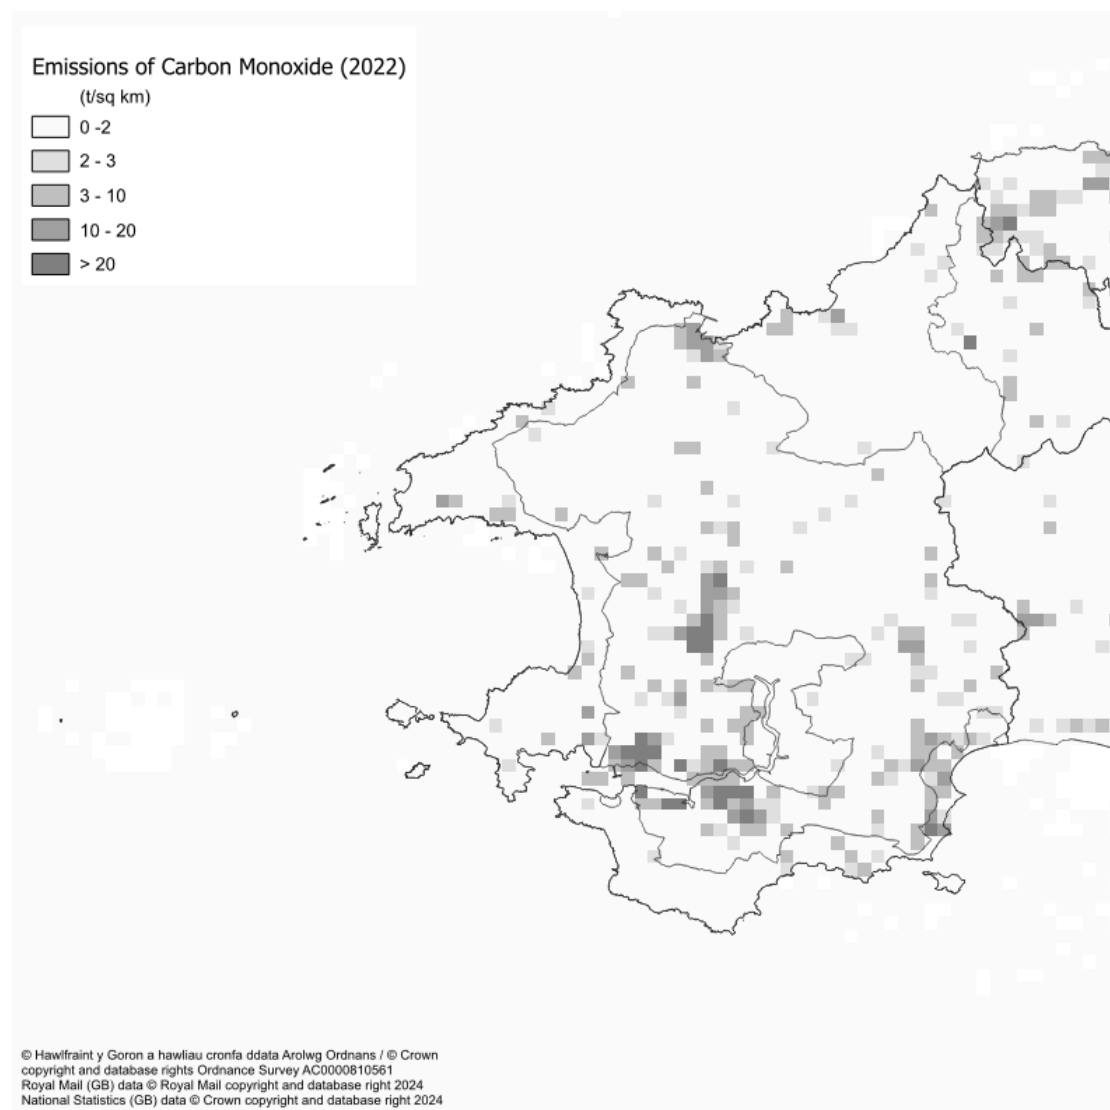 Emissions of Carbon Monoxide (2022)
(t/sq km)
0 -2
2 - 3
3 - 10
10 - 20
> 20
© Hawlfraint y Goron a hawliau cronfa ddata Arolwg Ordnans / © Crown
copyright and database rights Ordnance Survey AC0000810561
Royal Mail (GB) data © Royal Mail copyright and database right 2024
National Statistics (GB) data © Crown copyright and database right 2024